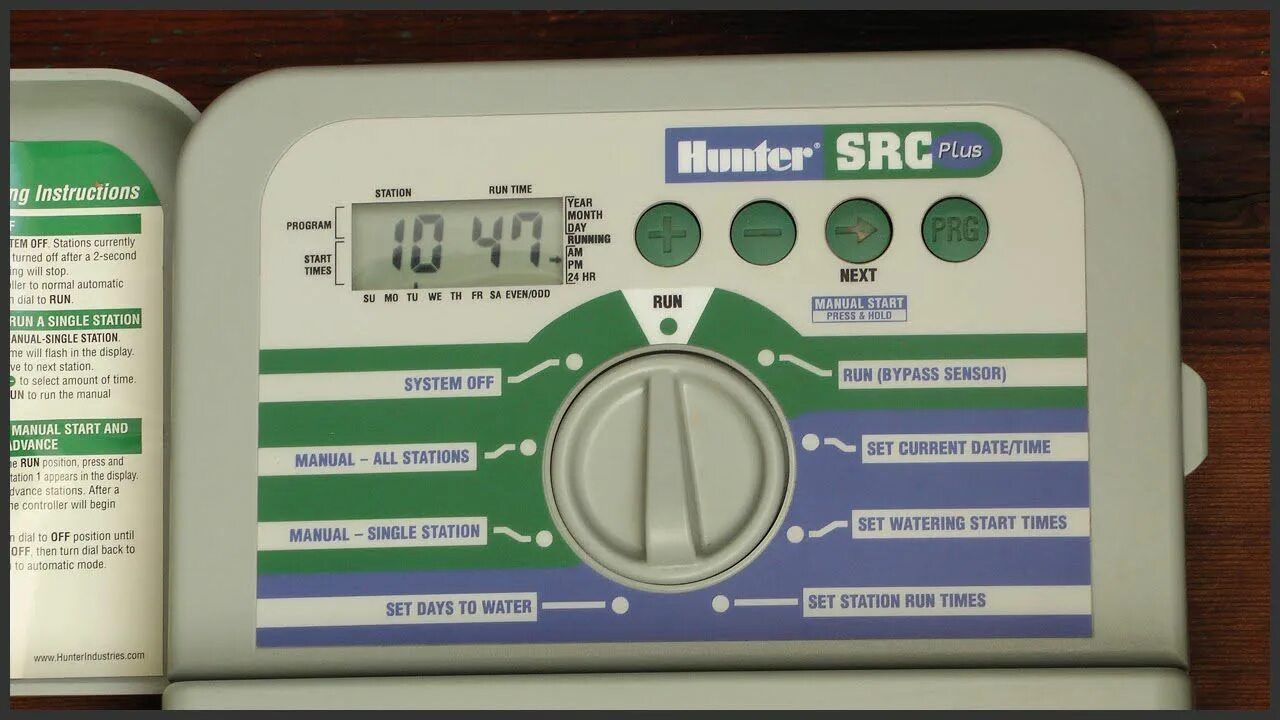 ng Instructions
F
TEM OFF. Stations currently
turned off after a 2-second
ing will stop.
ller to normal automatic
n dial to RUN.
RUN A SINGLE STATION
ANUAL-SINGLE STATION.
me will flash in the display.
ve to next station.
to select amount of time.
UN to run the manual
MANUAL START AND
ADVANCE
he RUN position, press and
tation 1 appears in the display.
dvance stations. After a
he controller will begin
n dial to OFF position until
OFF, then turn dial back to
to automatic mode.
www.HunterIndustries.com
Hunter® SRC Plus
STATION RUN TIME
PROGRAM
START
TIMES
10 47
YEAR
MONTH
DAY
RUNNING
AM
PM
24 HR
SU MO TU WE TH FR SA EVEN/ODD
+ - PRG
NEXT
MANUAL START
PRESS & HOLD
RUN
SYSTEM OFF
RUN (BYPASS SENSOR)
MANUAL – ALL STATIONS
SET CURRENT DATE/TIME
MANUAL – SINGLE STATION
SET WATERING START TIMES
SET DAYS TO WATER
SET STATION RUN TIMES